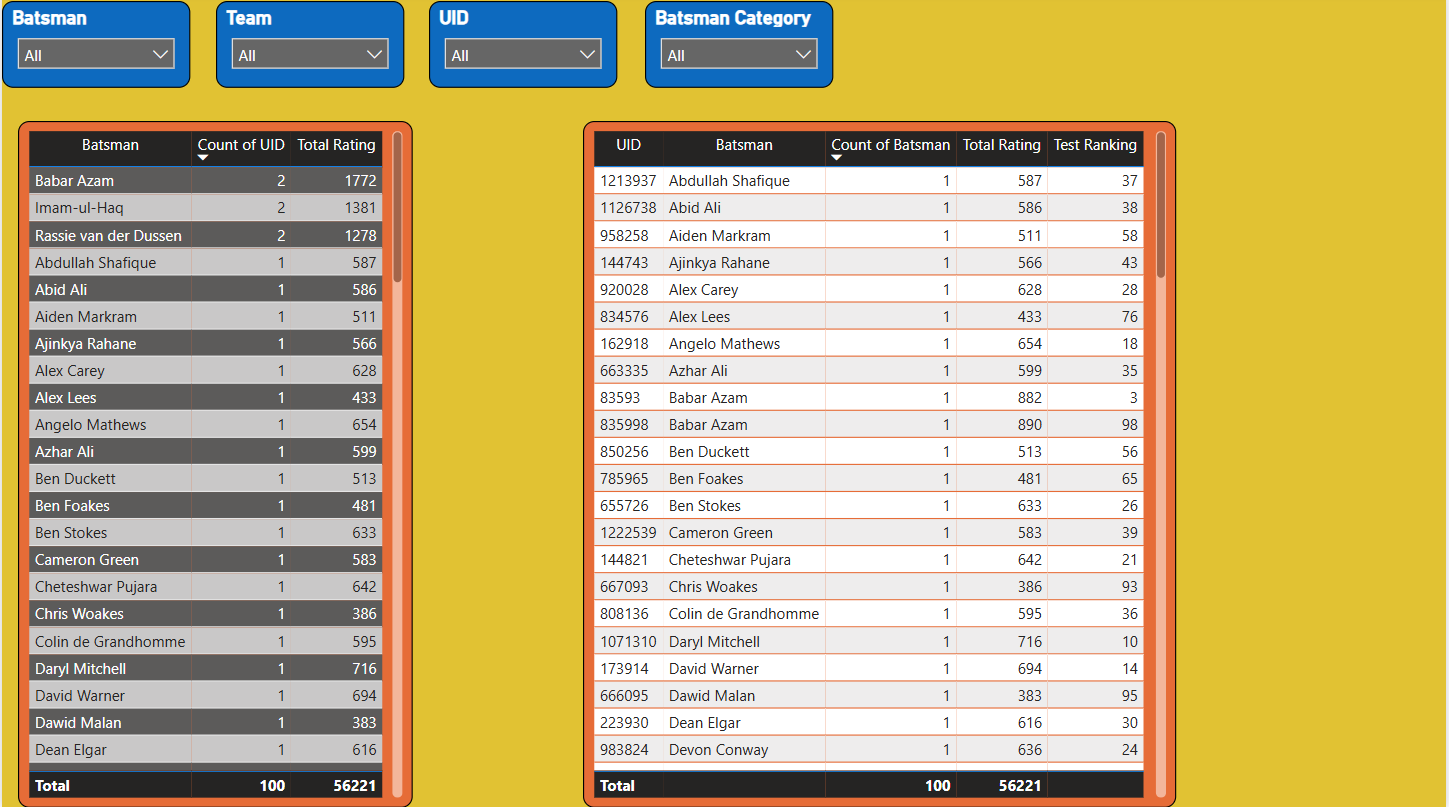 Batsman Team UID Batsman Category
All All All All
Batsman Count of UID Total Rating
Babar Azam 2 1772
Imam-ul-Haq 2 1381
Rassie van der Dussen 2 1278
Abdullah Shafique 1 587
Abid Ali 1 586
Aiden Markram 1 511
Ajinkya Rahane 1 566
Alex Carey 1 628
Alex Lees 1 433
Angelo Mathews 1 654
Azhar Ali 1 599
Ben Duckett 1 513
Ben Foakes 1 481
Ben Stokes 1 633
Cameron Green 1 583
Cheteshwar Pujara 1 642
Chris Woakes 1 386
Colin de Grandhomme 1 595
Daryl Mitchell 1 716
David Warner 1 694
Dawid Malan 1 383
Dean Elgar 1 616
Total 100 56221
UID Batsman Count of Batsman Total Rating Test Ranking
1213937 Abdullah Shafique 1 587 37
1126738 Abid Ali 1 586 38
958258 Aiden Markram 1 511 58
144743 Ajinkya Rahane 1 566 43
920028 Alex Carey 1 628 28
834576 Alex Lees 1 433 76
162918 Angelo Mathews 1 654 18
663335 Azhar Ali 1 599 35
83593 Babar Azam 1 882 3
835998 Babar Azam 1 890 98
850256 Ben Duckett 1 513 56
785965 Ben Foakes 1 481 65
655726 Ben Stokes 1 633 26
1222539 Cameron Green 1 583 39
144821 Cheteshwar Pujara 1 642 21
667093 Chris Woakes 1 386 93
808136 Colin de Grandhomme 1 595 36
1071310 Daryl Mitchell 1 716 10
173914 David Warner 1 694 14
666095 Dawid Malan 1 383 95
223930 Dean Elgar 1 616 30
983824 Devon Conway 1 636 24
Total 100 56221